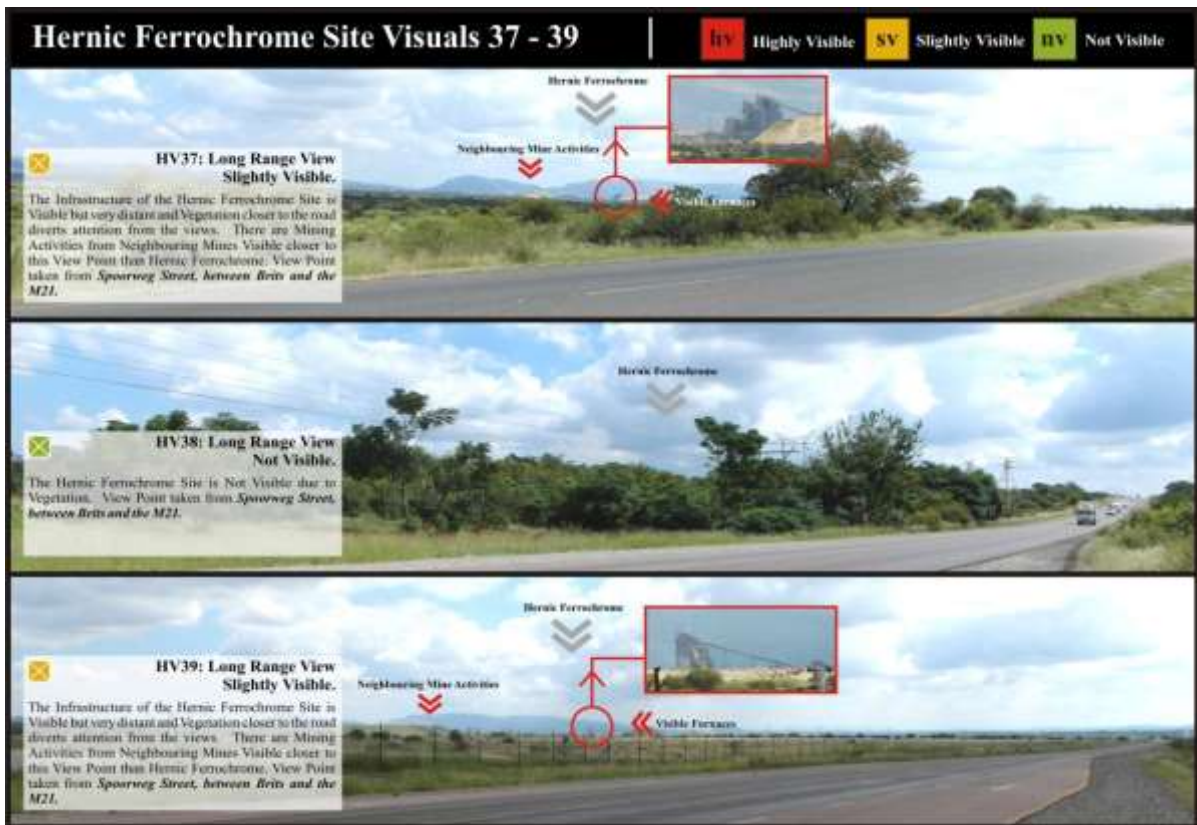 Hernic Ferrochrome Site Visuals 37 - 39
hv Highly Visible sv Slightly Visible nv Not Visible
Hernic Ferrochrome
Neighbouring Mine Activities
Visible Furnaces
HV37: Long Range View
Slightly Visible.
The Infrastructure of the Hernic Ferrochrome Site is
Visible but very distant and Vegetation closer to the road
diverts attention from the views. There are Mining
Activities from Neighbouring Mines Visible closer to
this View Point than Hernic Ferrochrome. View Point
taken from Spoorweg Street, between Brits and the
M21.
Hernic Ferrochrome
HV38: Long Range View
Not Visible.
The Hernic Ferrochrome Site is Not Visible due to
Vegetation. View Point taken from Spoorweg Street,
between Brits and the M21.
Hernic Ferrochrome
Neighbouring Mine Activities
Visible Furnaces
HV39: Long Range View
Slightly Visible.
The Infrastructure of the Hernic Ferrochrome Site is
Visible but very distant and Vegetation closer to the road
diverts attention from the views. There are Mining
Activities from Neighbouring Mines Visible closer to
this View Point than Hernic Ferrochrome. View Point
taken from Spoorweg Street, between Brits and the
M21.